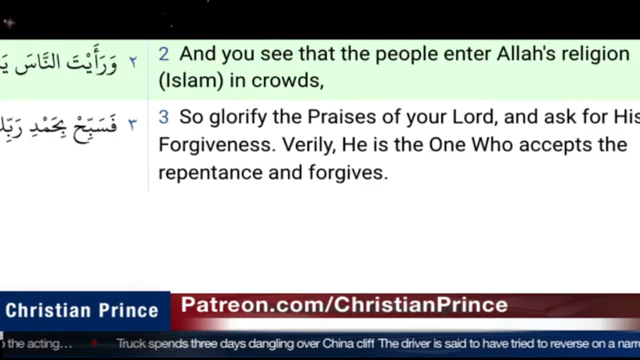 وَرَأَيْتَ النَّاسَ ٢
2 And you see that the people enter Allah's religion
(Islam) in crowds,
فَسَبِّحْ بِحَمْدِ رَبِّكَ ٣
3 So glorify the Praises of your Lord, and ask for His
Forgiveness. Verily, He is the One Who accepts the
repentance and forgives.
Christian Prince
Patreon.com/ChristianPrince
the acting... Truck spends three days dangling over China cliff The driver is said to have tried to reverse on a